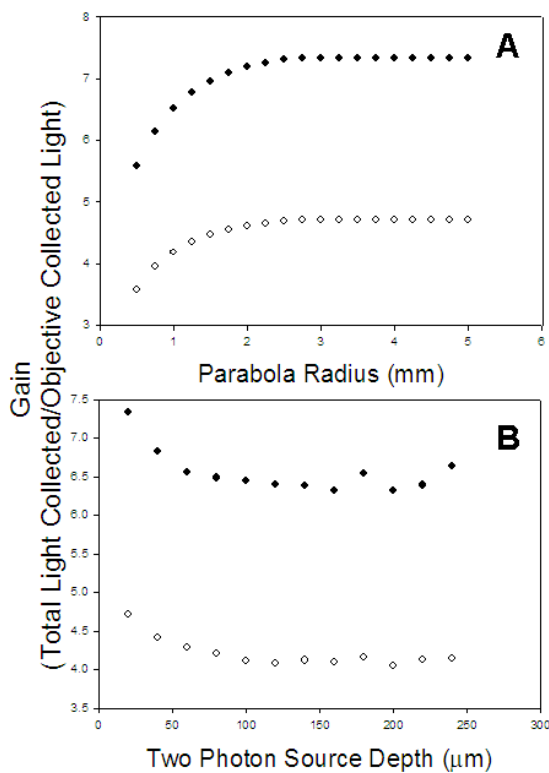 Gain
(Total Light Collected/Objective Collected Light)
A
8
7
6
5
4
3
0 1 2 3 4 5 6
Parabola Radius (mm)
B
7.5
7.0
6.5
6.0
5.5
5.0
4.5
4.0
3.5
0 50 100 150 200 250 300
Two Photon Source Depth (μm)